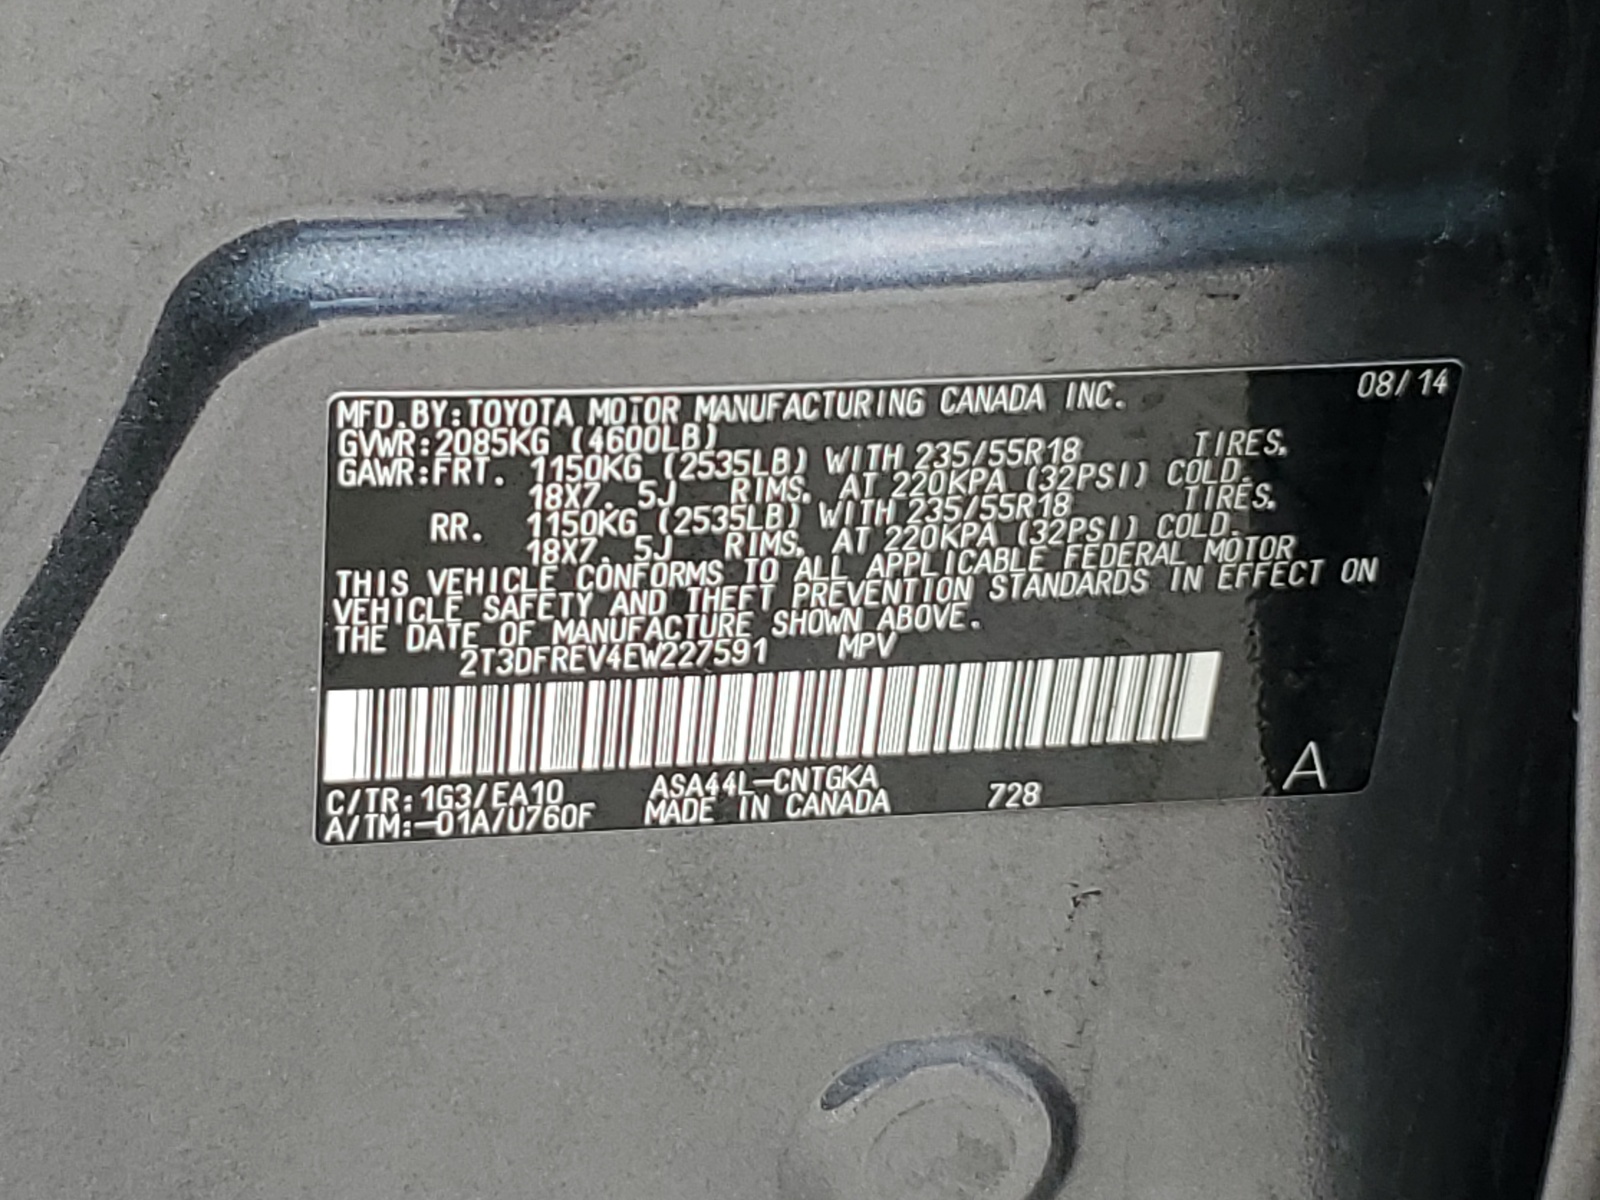 08/14
MFD.BY:TOYOTA MOTOR MANUFACTURING CANADA INC.
GVWR:2085KG (4600LB)
GAWR:FRT. 1150KG (2535LB) WITH 235/55R18 TIRES,
18X7.5J RIMS, AT 220KPA (32PSI) COLD.
RR. 1150KG (2535LB) WITH 235/55R18 TIRES,
18X7.5J RIMS, AT 220KPA (32PSI) COLD.
THIS VEHICLE CONFORMS TO ALL APPLICABLE FEDERAL MOTOR
VEHICLE SAFETY AND THEFT PREVENTION STANDARDS IN EFFECT ON
THE DATE OF MANUFACTURE SHOWN ABOVE.
2T3DFREV4EW227591 MPV
C/TR:1G3/EA10 ASA44L-CNTGKA
A/TM:-01A/U760F MADE IN CANADA 728 A